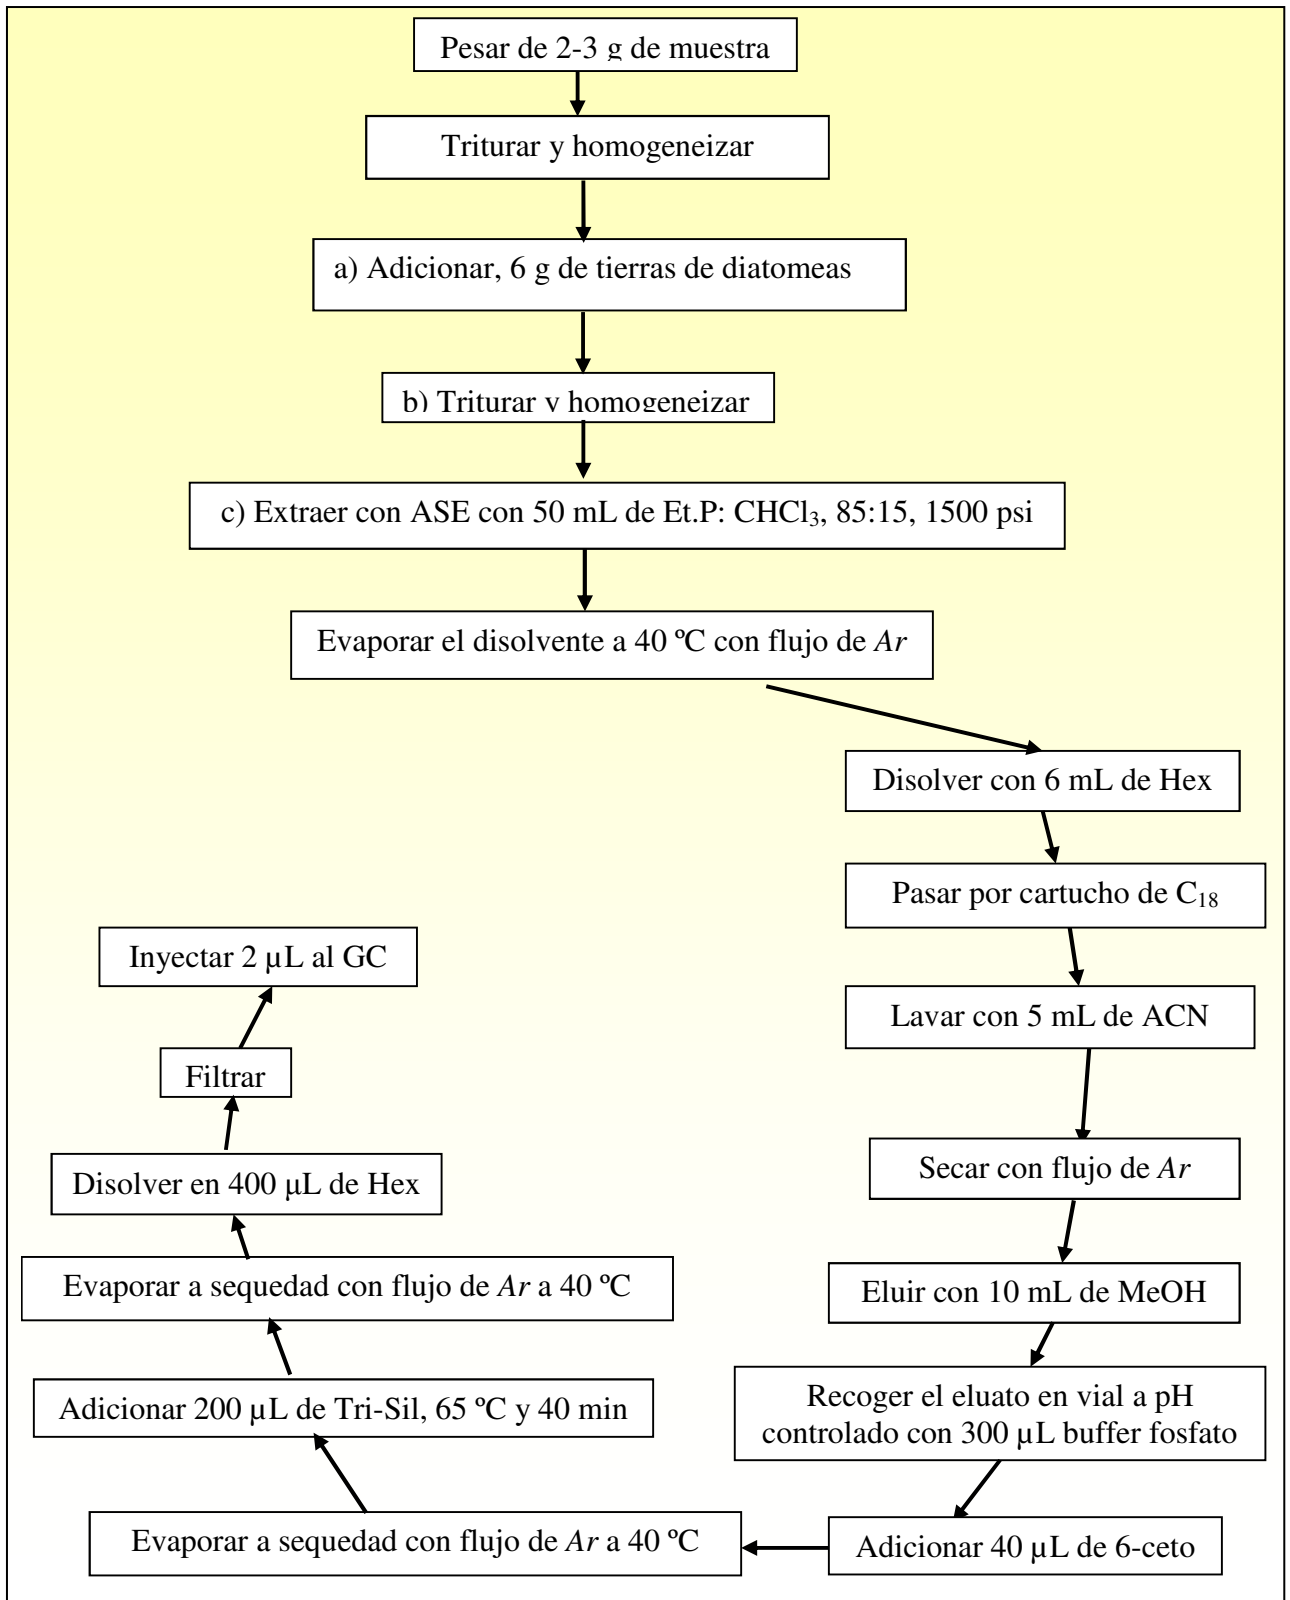 Pesar de 2-3 g de muestra
Triturar y homogeneizar
a) Adicionar, 6 g de tierras de diatomeas
b) Triturar y homogeneizar
c) Extraer con ASE con 50 mL de Et.P: CHCl₃, 85:15, 1500 psi
Evaporar el disolvente a 40 ºC con flujo de Ar
Disolver con 6 mL de Hex
Pasar por cartucho de C₁₈
Lavar con 5 mL de ACN
Secar con flujo de Ar
Eluir con 10 mL de MeOH
Recoger el eluato en vial a pH
controlado con 300 µL buffer fosfato
Adicionar 40 µL de 6-ceto
Evaporar a sequedad con flujo de Ar a 40 ºC
Adicionar 200 µL de Tri-Sil, 65 ºC y 40 min
Evaporar a sequedad con flujo de Ar a 40 ºC
Disolver en 400 µL de Hex
Filtrar
Inyectar 2 µL al GC